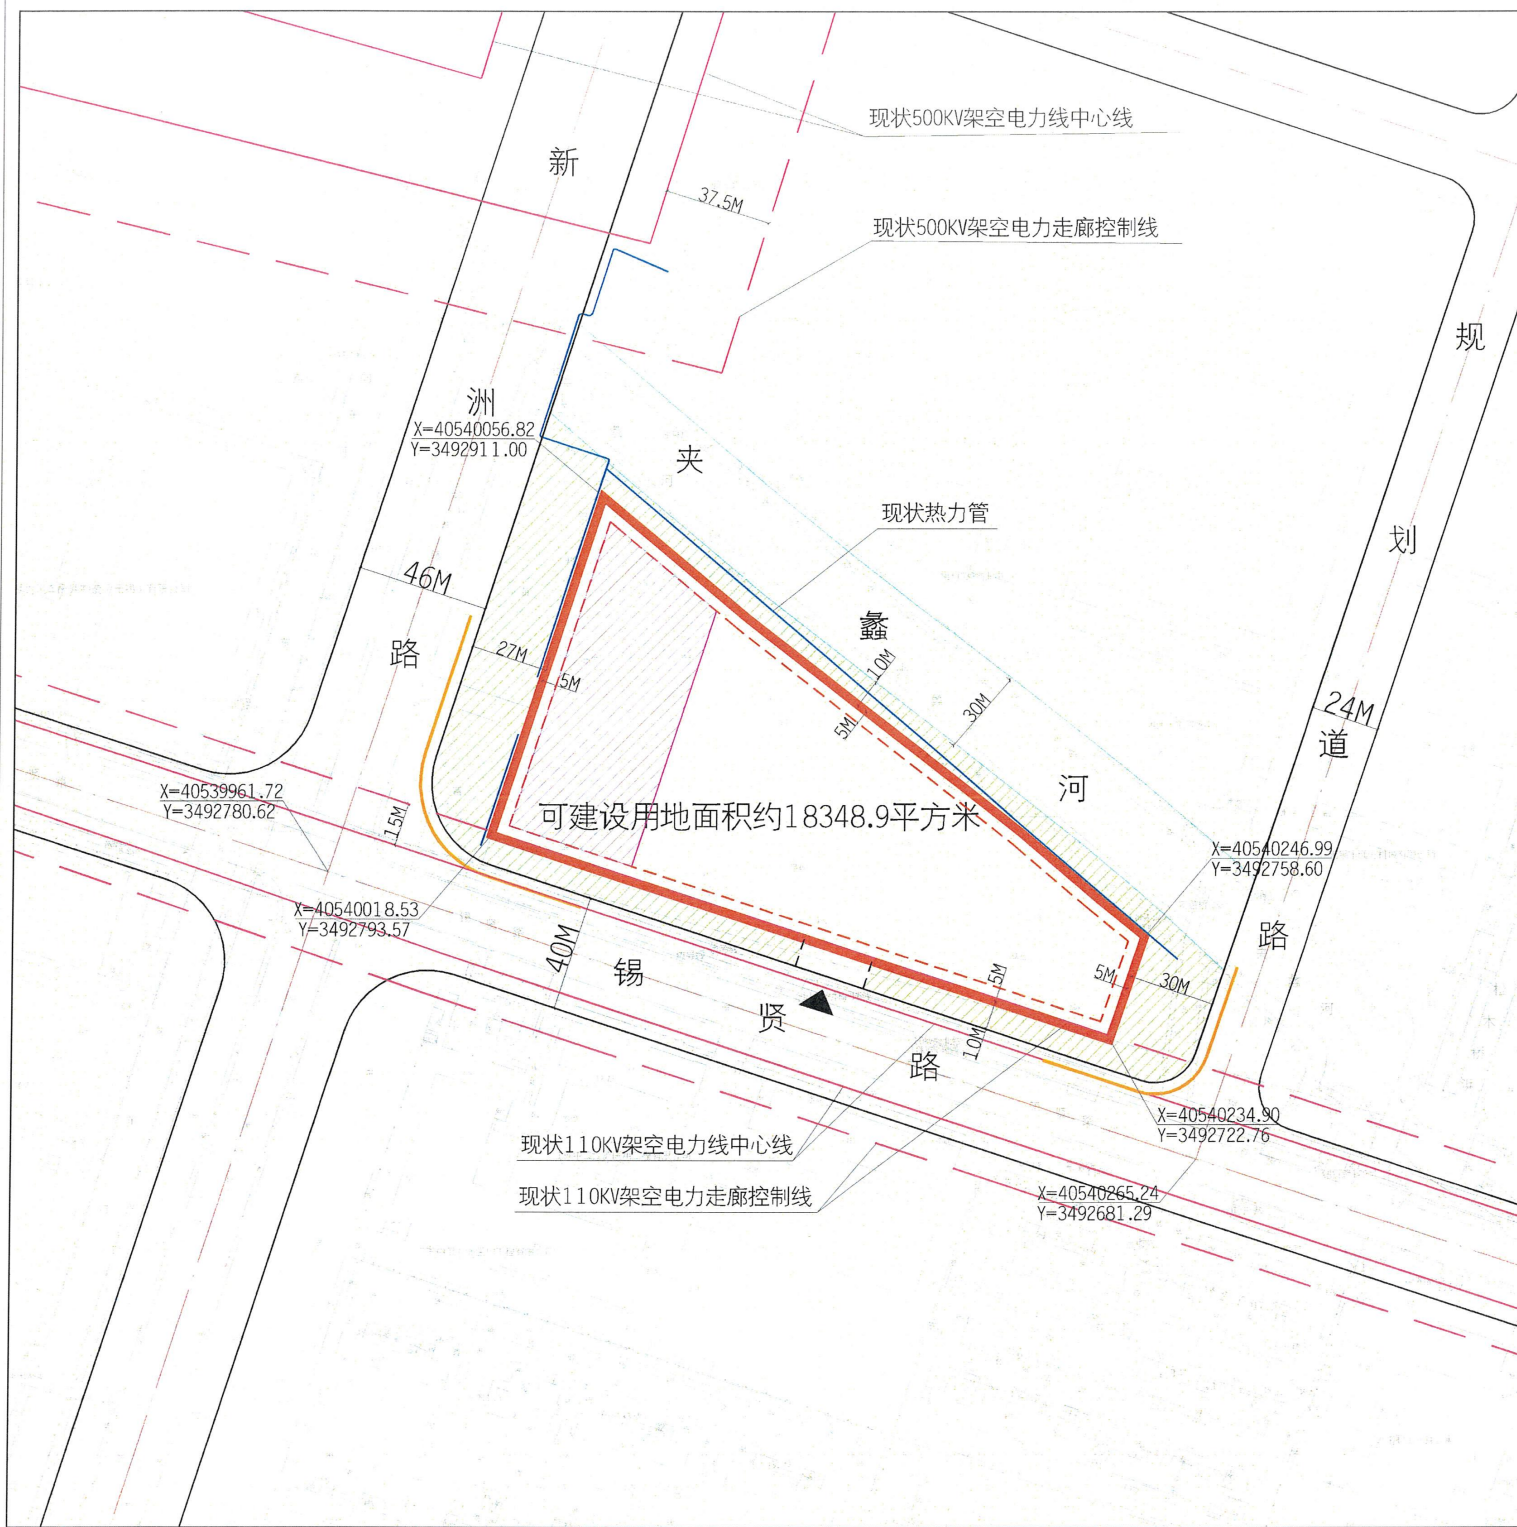 现状500KV架空电力线中心线
新
37.5M
现状500KV架空电力走廊控制线
规
洲
X=40540056.82
Y=3492911.00
夹
现状热力管
划
46M
蠡
路
27M
5M
10M
30M
5M
24M
道
河
X=40539961.72
Y=3492780.62
15M
可建设用地面积约18348.9平方米
X=40540246.99
Y=3492758.60
X=40540018.53
Y=3492793.57
路
40M
锡
5M
5M
30M
贤
10M
路
X=40540234.90
Y=3492722.76
现状110KV架空电力线中心线
现状110KV架空电力走廊控制线
X=40540265.24
Y=3492681.29